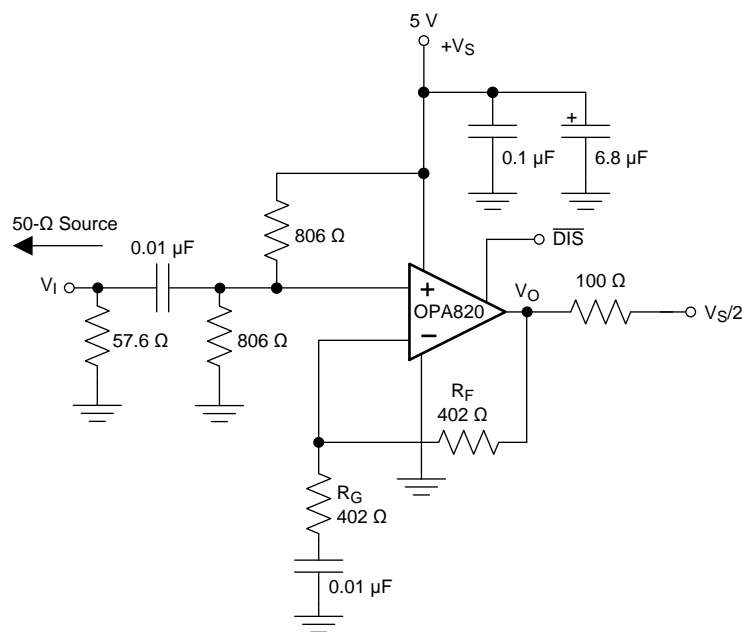 5 V
+VS
+
0.1 µF
6.8 µF
50-Ω Source
806 Ω
0.01 µF
DIS
VI
+
OPA820
−
VO
100 Ω
VS/2
57.6 Ω
806 Ω
RF
402 Ω
RG
402 Ω
0.01 µF